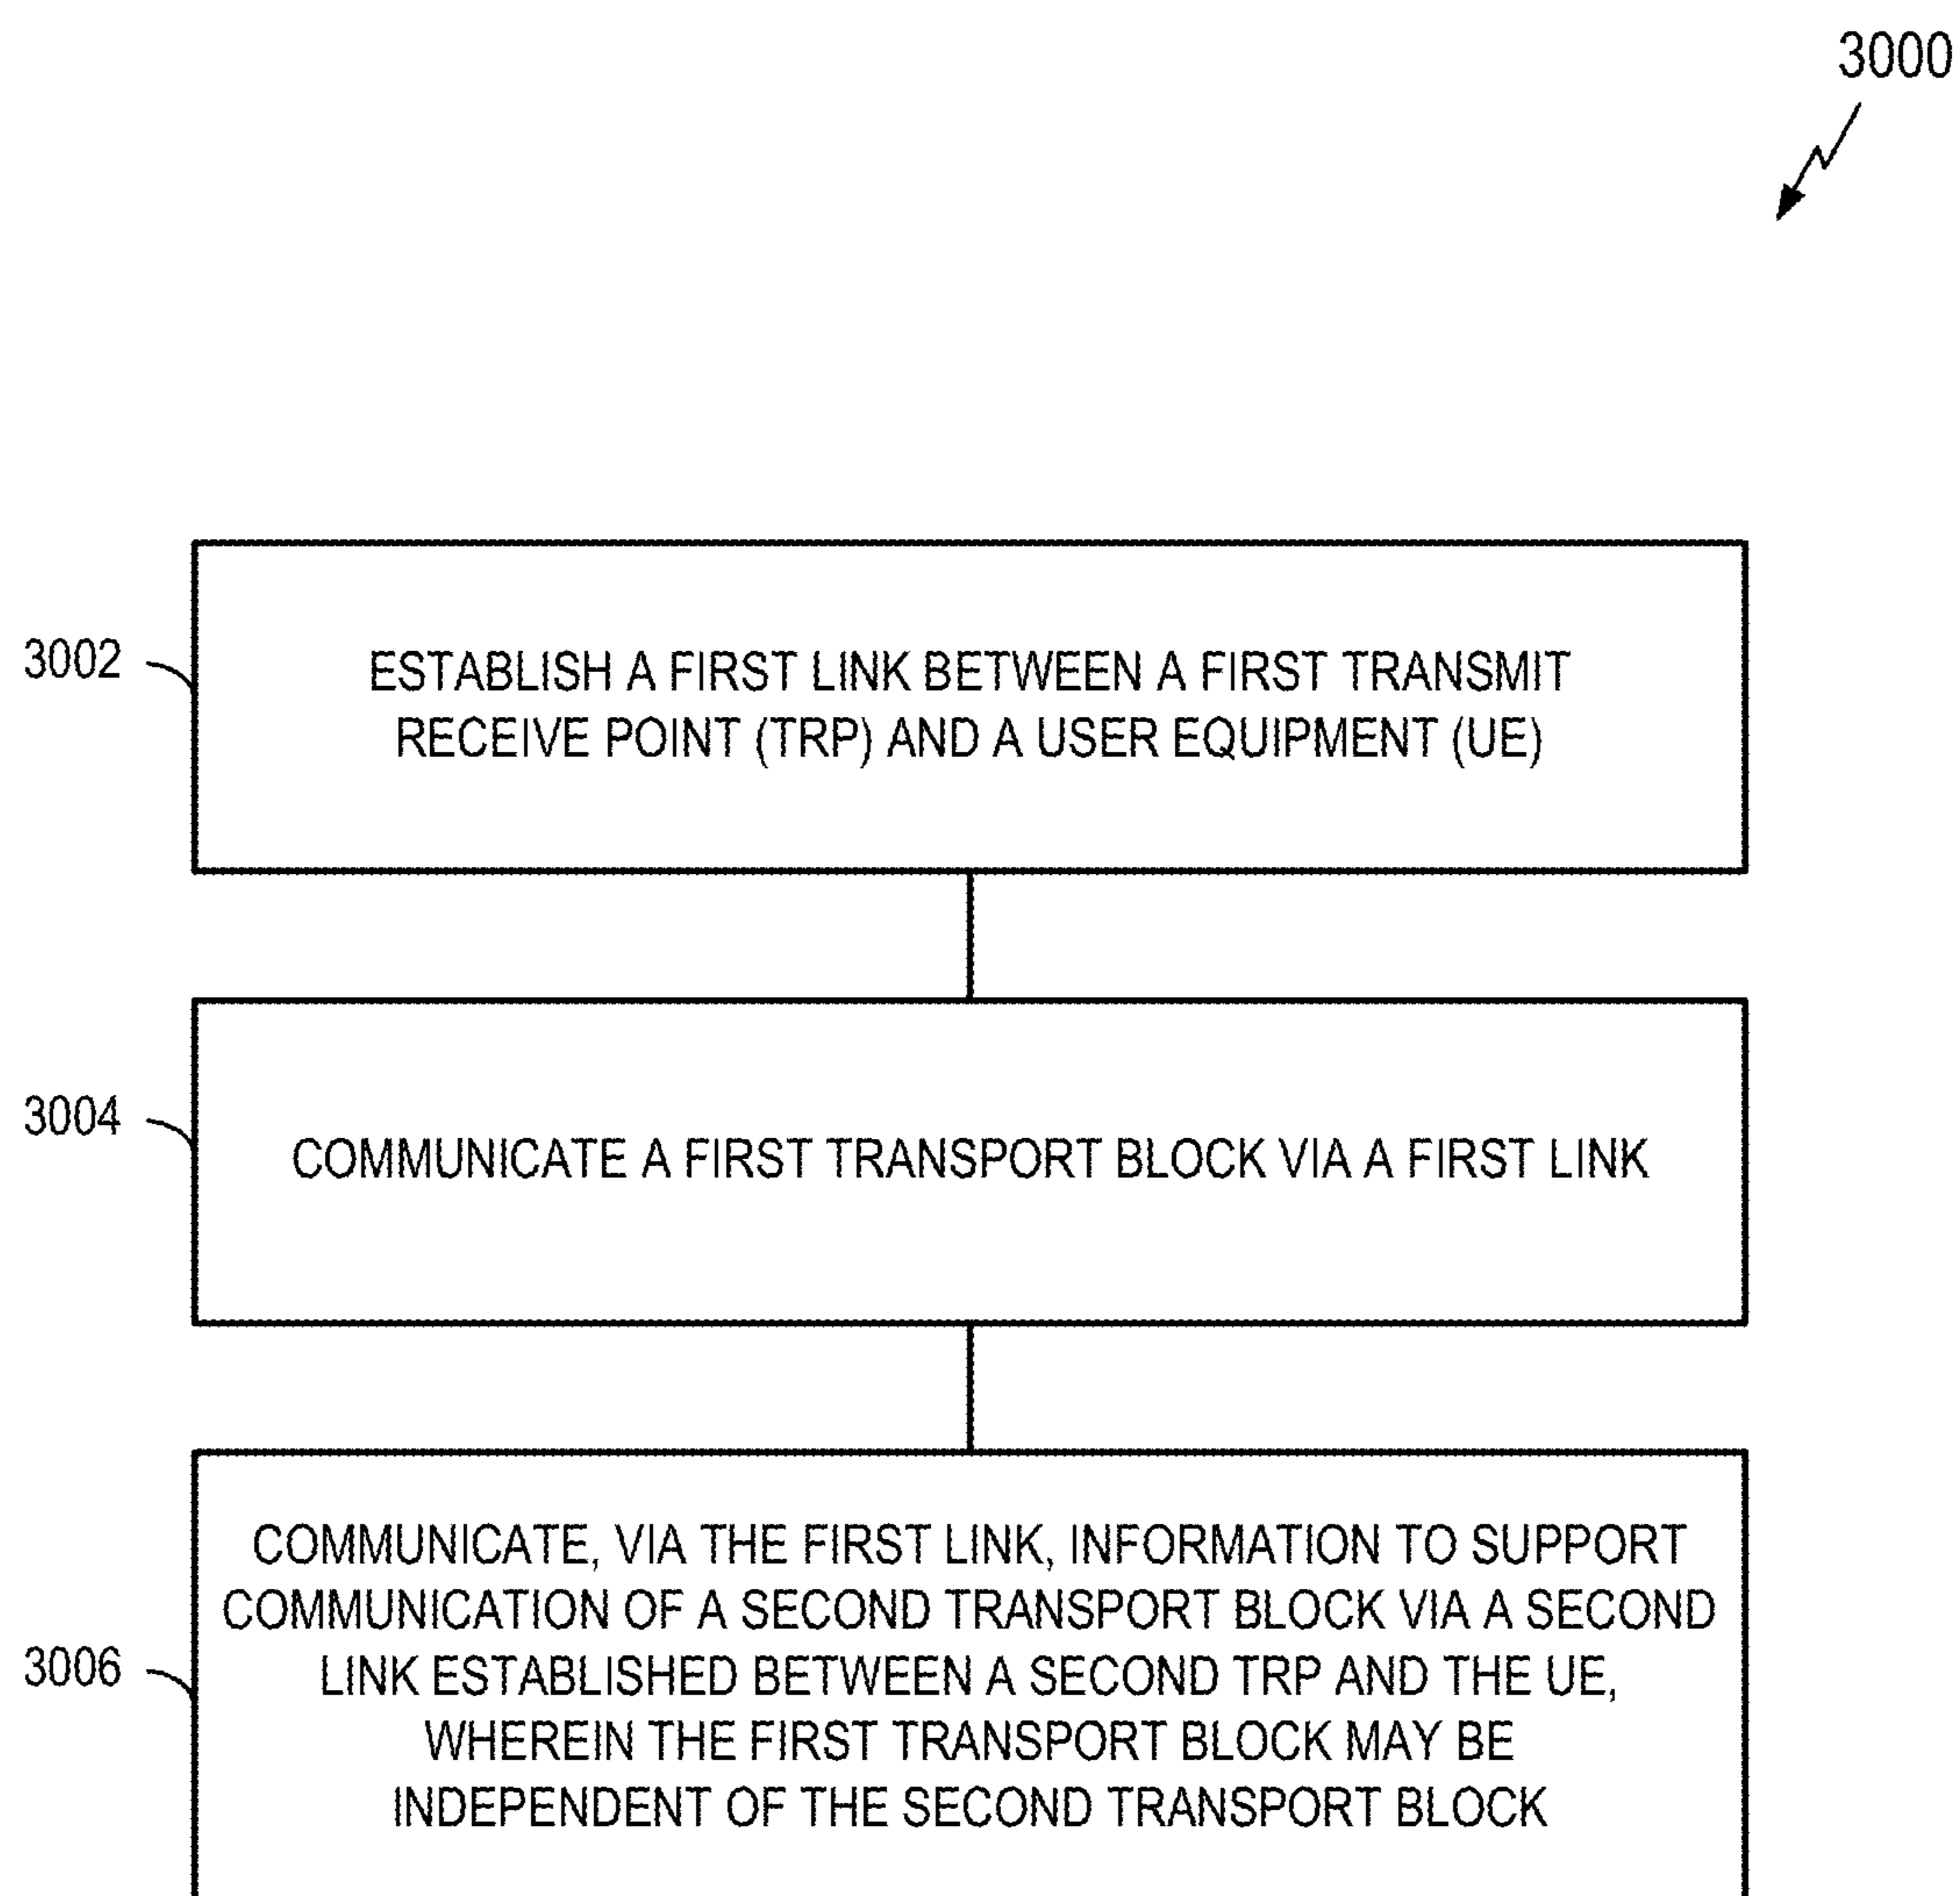 3000
3002
ESTABLISH A FIRST LINK BETWEEN A FIRST TRANSMIT
RECEIVE POINT (TRP) AND A USER EQUIPMENT (UE)
3004
COMMUNICATE A FIRST TRANSPORT BLOCK VIA A FIRST LINK
3006
COMMUNICATE, VIA THE FIRST LINK, INFORMATION TO SUPPORT
COMMUNICATION OF A SECOND TRANSPORT BLOCK VIA A SECOND
LINK ESTABLISHED BETWEEN A SECOND TRP AND THE UE,
WHEREIN THE FIRST TRANSPORT BLOCK MAY BE
INDEPENDENT OF THE SECOND TRANSPORT BLOCK